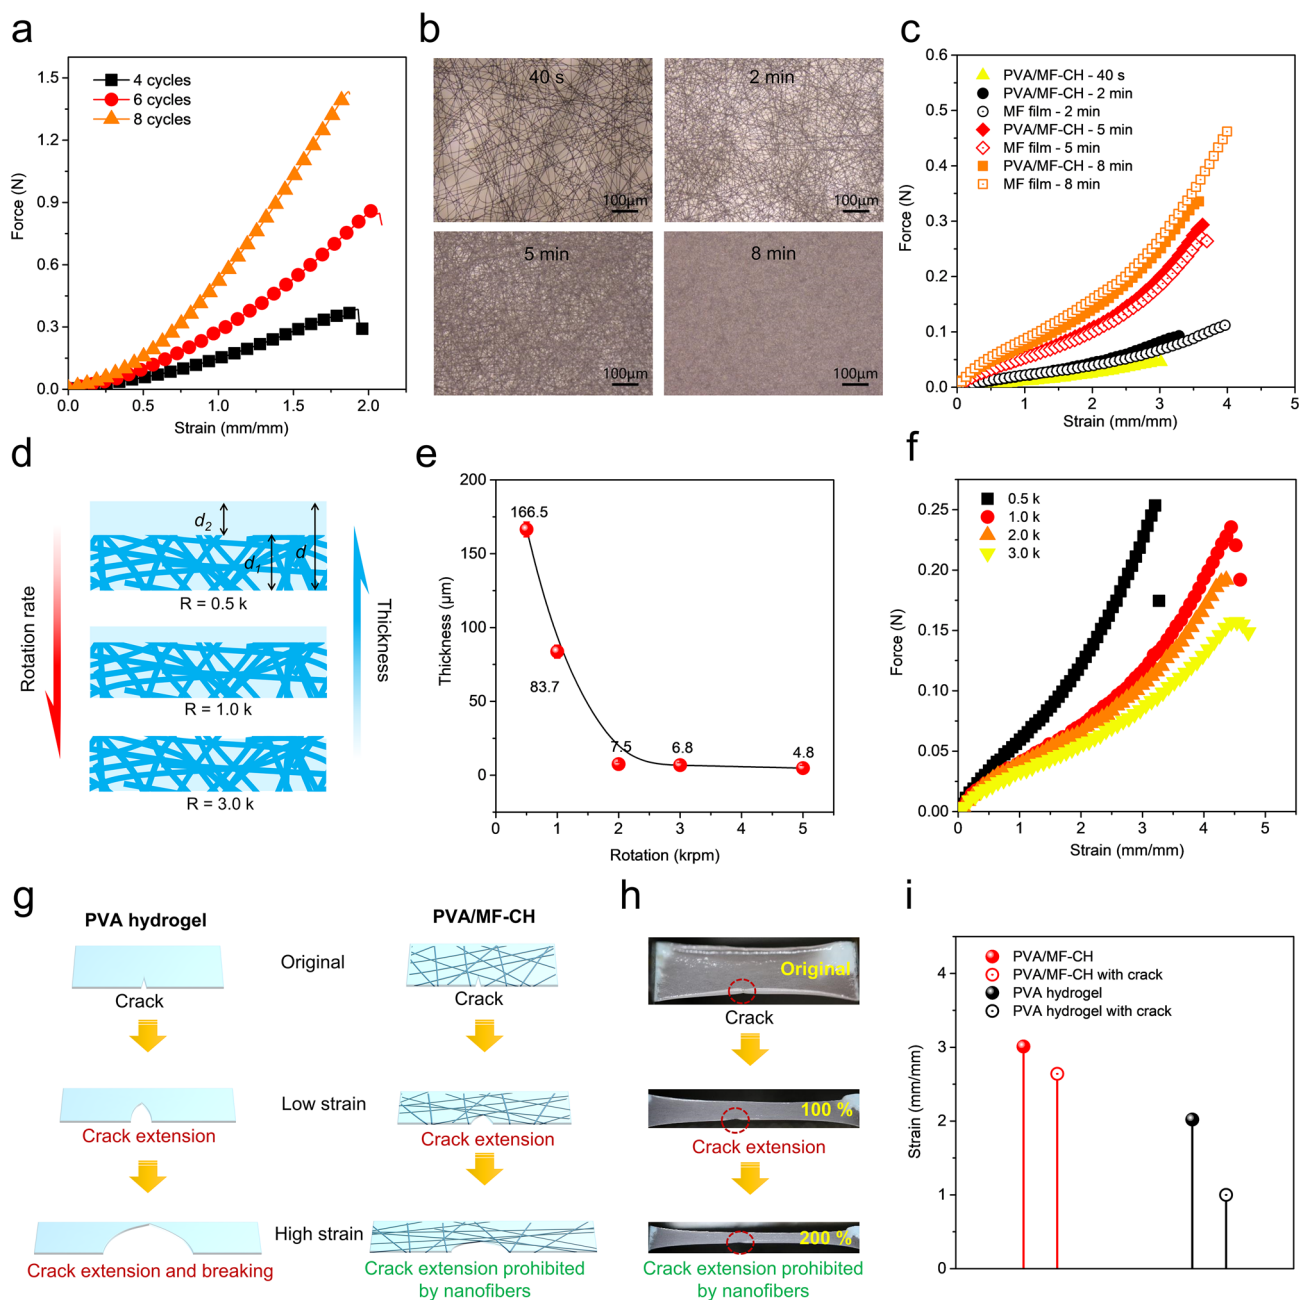 a
1.5
1.2
0.9
0.6
0.3
0.0
Force (N)
4 cycles
6 cycles
8 cycles
0.0
0.5
1.0
1.5
2.0
Strain (mm/mm)
b
40 s
100μm
2 min
100μm
5 min
100μm
8 min
100μm
c
0.6
0.5
0.4
0.3
0.2
0.1
0.0
Force (N)
PVA/MF-CH - 40 s
PVA/MF-CH - 2 min
MF film - 2 min
PVA/MF-CH - 5 min
MF film - 5 min
PVA/MF-CH - 8 min
MF film - 8 min
0
1
2
3
4
5
Strain (mm/mm)
d
Rotation rate
d2
d1
d
R = 0.5 k
R = 1.0 k
R = 3.0 k
Thickness
e
200
150
100
50
0
Thickness (μm)
166.5
83.7
7.5
6.8
4.8
0
1
2
3
4
5
Rotation (krpm)
f
0.25
0.20
0.15
0.10
0.05
0.00
Force (N)
0.5 k
1.0 k
2.0 k
3.0 k
0
1
2
3
4
5
Strain (mm/mm)
g
PVA hydrogel
PVA/MF-CH
Original
Crack
Crack
Low strain
Crack extension
Crack extension
High strain
Crack extension and breaking
Crack extension prohibited
by nanofibers
h
Original
Crack
100 %
Crack extension
200 %
Crack extension prohibited
by nanofibers
i
4
3
2
1
0
Strain (mm/mm)
PVA/MF-CH
PVA/MF-CH with crack
PVA hydrogel
PVA hydrogel with crack